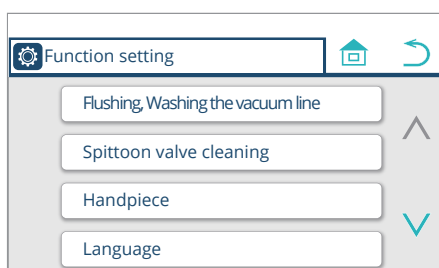 Function setting
Flushing, Washing the vacuum line
Spittoon valve cleaning
Handpiece
Language